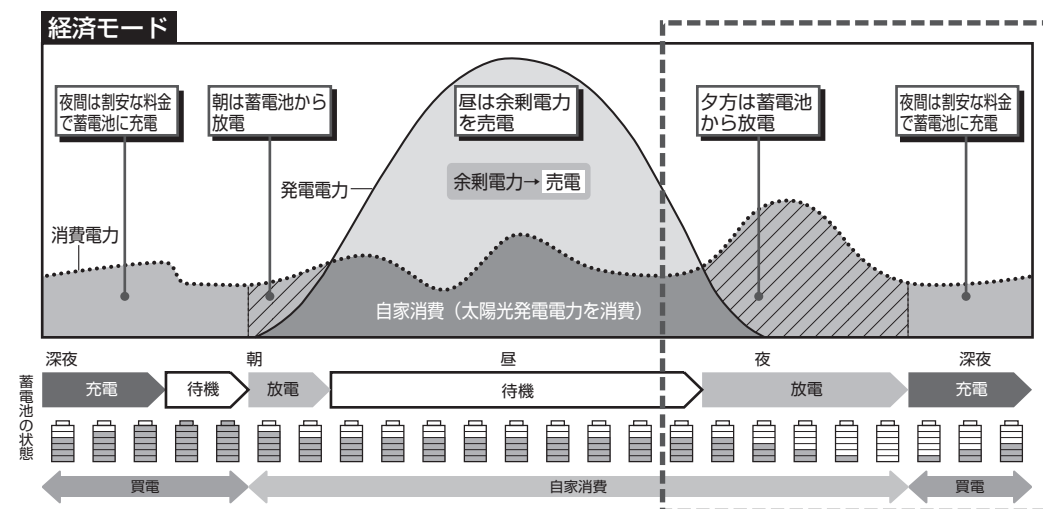 経済モード
夜間は割安な料金
で蓄電池に充電
朝は蓄電池から
放電
昼は余剰電力
を売電
夕方は蓄電池
から放電
夜間は割安な料金
で蓄電池に充電
発電電力
余剰電力→売電
消費電力
自家消費（太陽光発電電力を消費）
深夜
朝
昼
夜
深夜
蓄電池の状態
充電
待機
放電
待機
放電
充電
買電
自家消費
買電